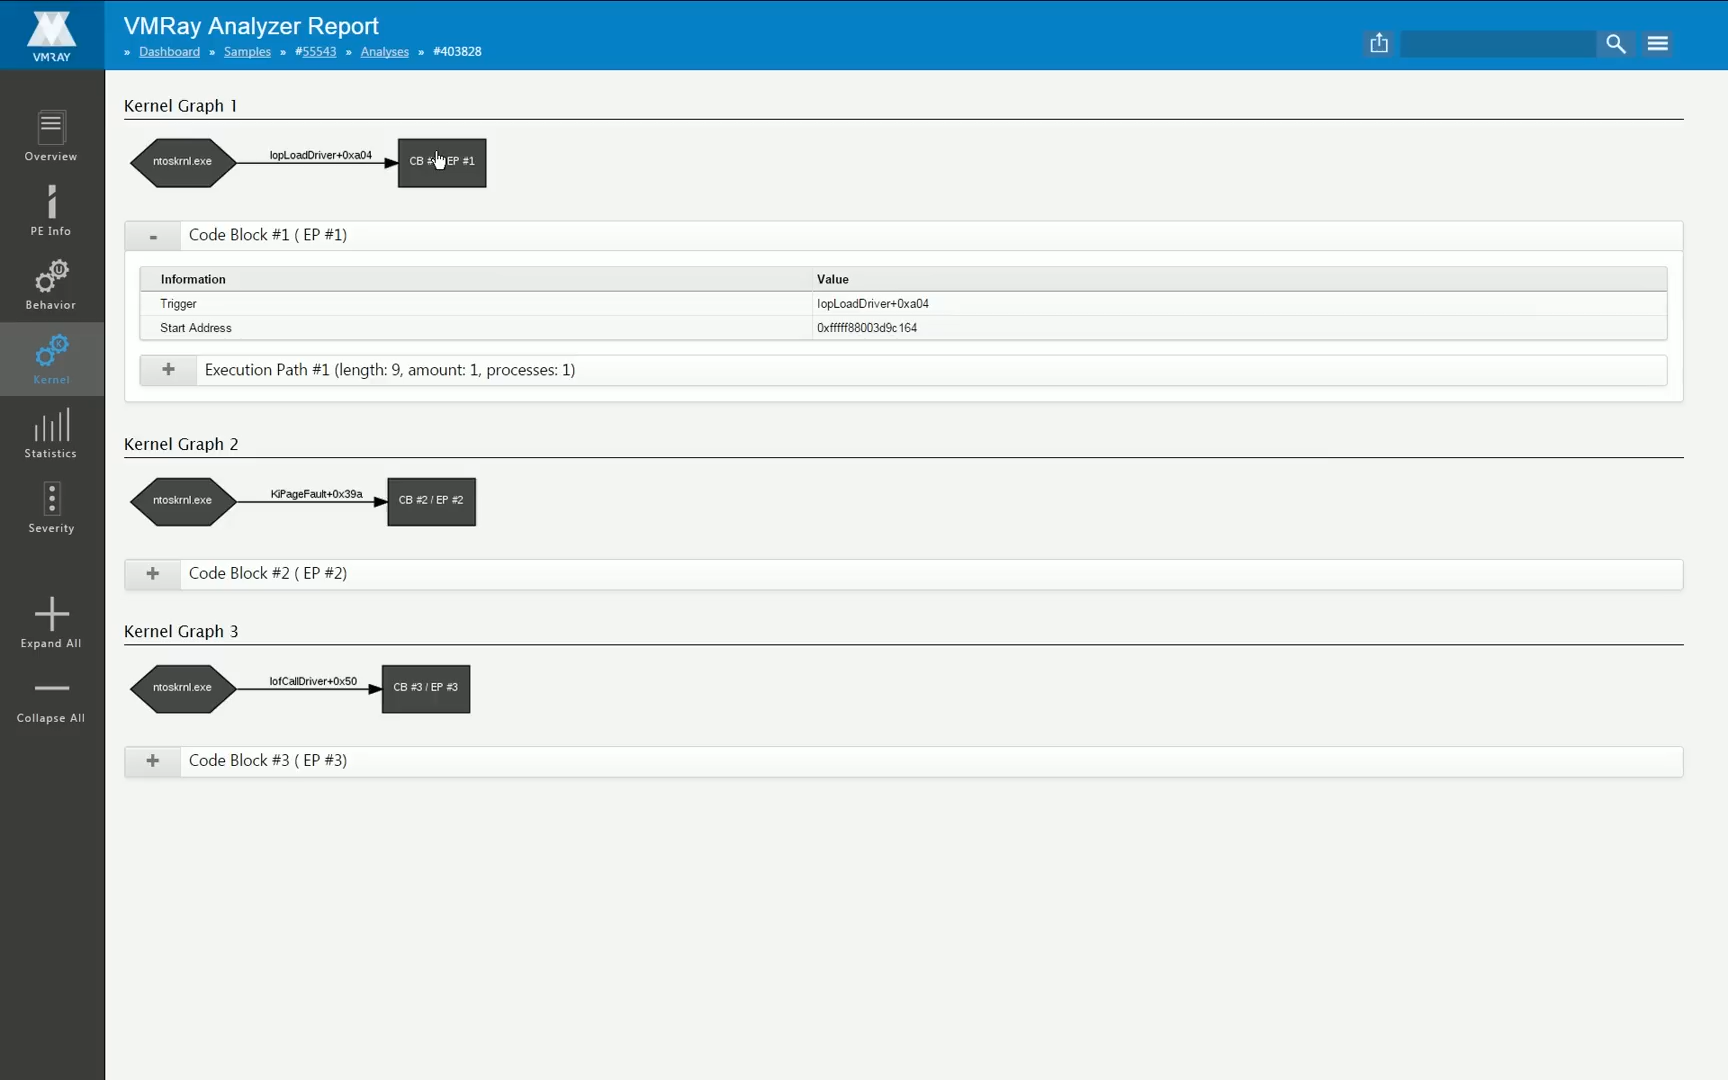 VMRAY
VMRay Analyzer Report
» Dashboard » Samples » #55543 » Analyses » #403828
Overview
PE Info
Behavior
Kernel
Statistics
Severity
Expand All
Collapse All
Kernel Graph 1
ntoskrnl.exe
IopLoadDriver+0xa04
CB # EP #1
- Code Block #1 ( EP #1)
Information Value
Trigger IopLoadDriver+0xa04
Start Address 0xfffff88003d9c164
+ Execution Path #1 (length: 9, amount: 1, processes: 1)
Kernel Graph 2
ntoskrnl.exe
KiPageFault+0x39a
CB #2 / EP #2
+ Code Block #2 ( EP #2)
Kernel Graph 3
ntoskrnl.exe
IofCallDriver+0x50
CB #3 / EP #3
+ Code Block #3 ( EP #3)